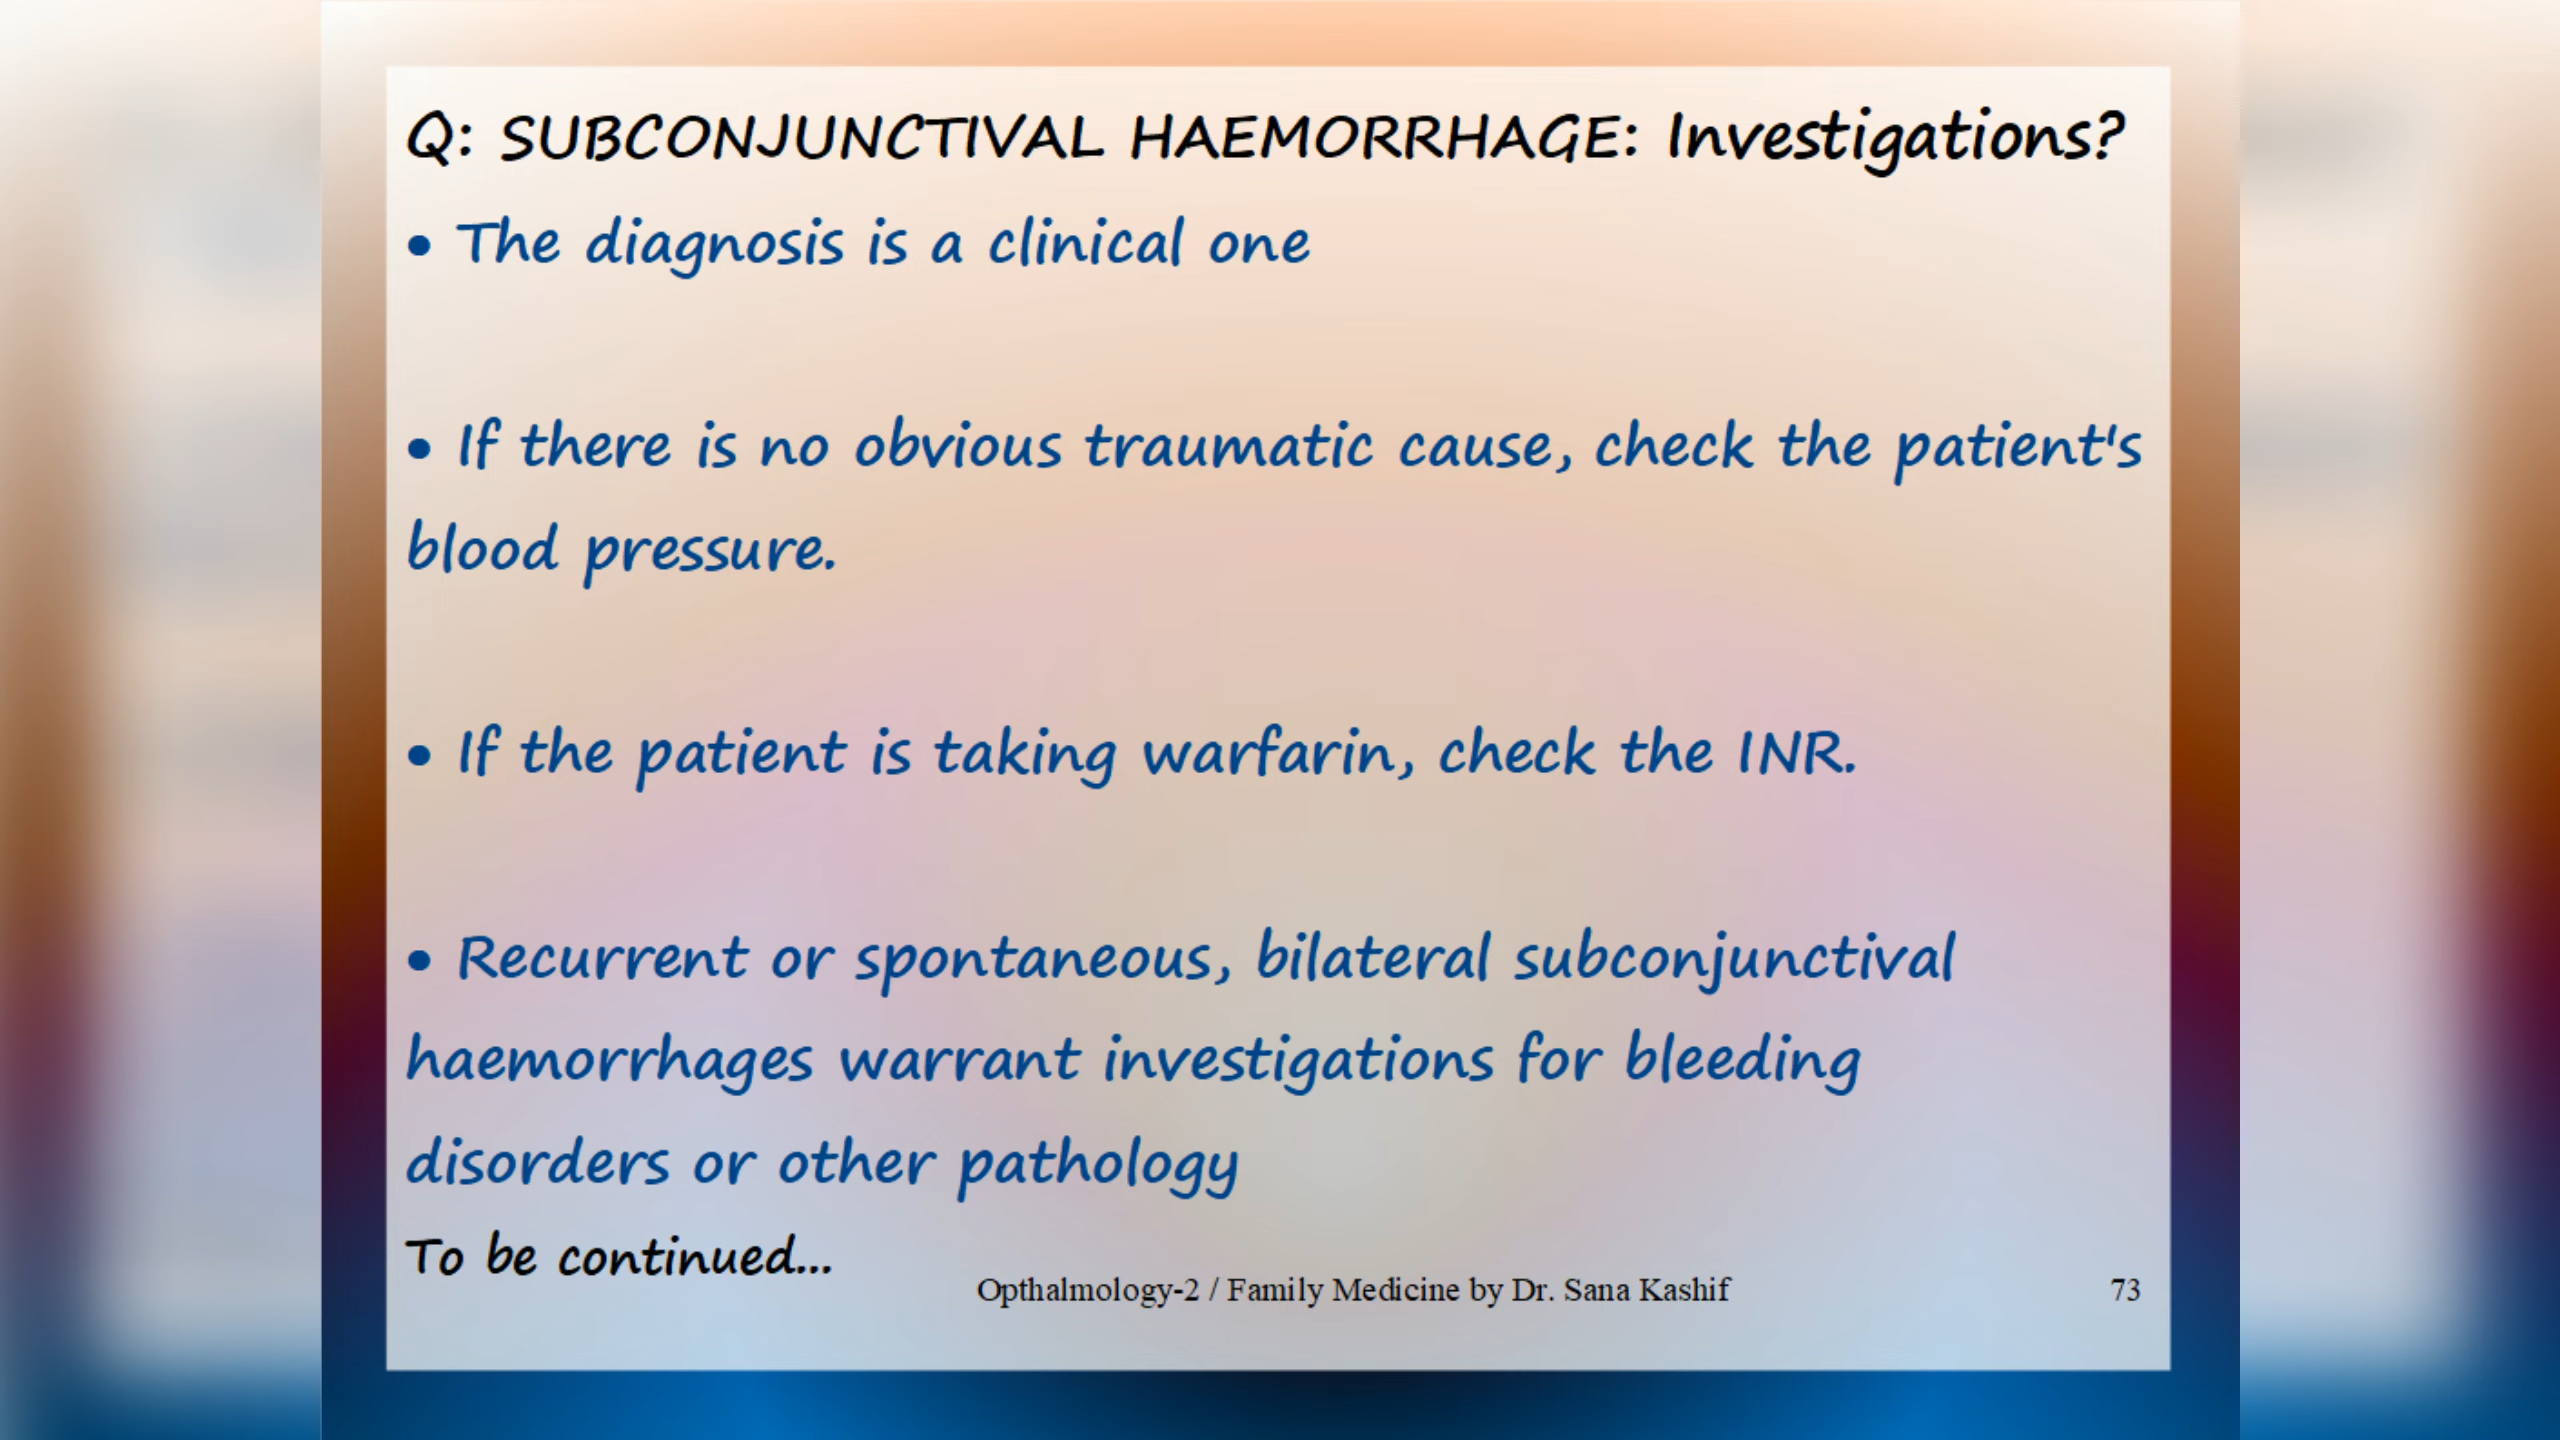 Q: SUBCONJUNCTIVAL HAEMORRHAGE: Investigations?
• The diagnosis is a clinical one
• If there is no obvious traumatic cause, check the patient's
blood pressure.
• If the patient is taking warfarin, check the INR.
• Recurrent or spontaneous, bilateral subconjunctival
haemorrhages warrant investigations for bleeding
disorders or other pathology
To be continued...
Opthalmology-2 / Family Medicine by Dr. Sana Kashif 73